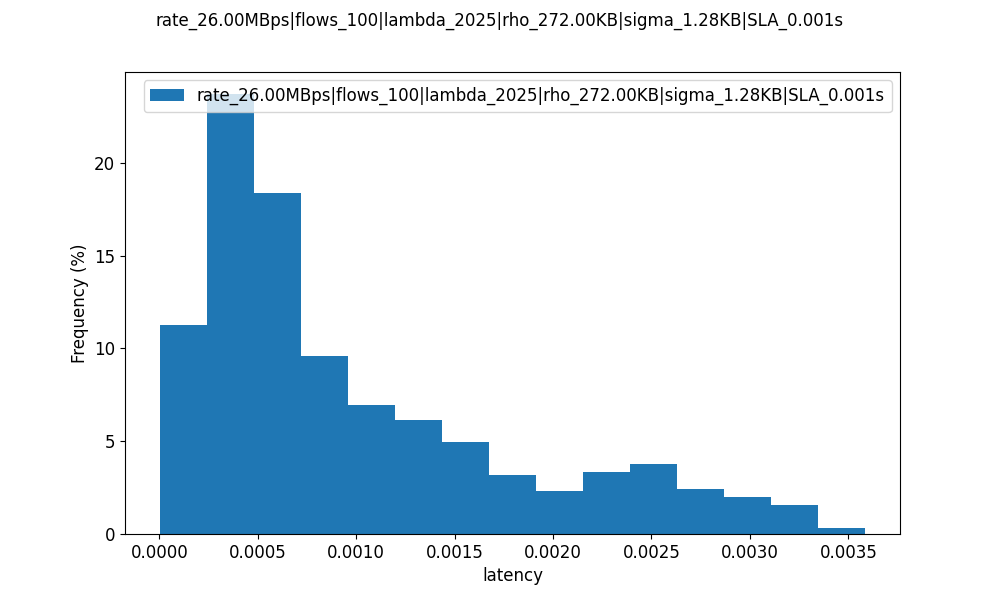 rate_26.00MBps|flows_100|lambda_2025|rho_272.00KB|sigma_1.28KB|SLA_0.001s
rate_26.00MBps|flows_100|lambda_2025|rho_272.00KB|sigma_1.28KB|SLA_0.001s
Frequency (%)
20
15
10
5
0
0.0000 0.0005 0.0010 0.0015 0.0020 0.0025 0.0030 0.0035
latency